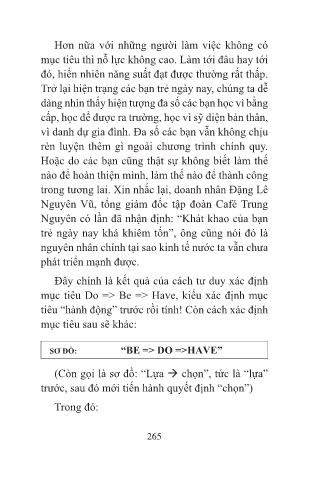 Hơn nữa với những người làm việc không có
mục tiêu thì nỗ lực không cao. Làm tới đâu hay tới
đó, hiển nhiên năng suất đạt được thường rất thấp.
Trở lại hiện trạng các bạn trẻ ngày nay, chúng ta dễ
dàng nhìn thấy hiện tượng đa số các bạn học vì bằng
cấp, học để được ra trường, học vì sỹ diện bản thân,
vì danh dự gia đình. Đa số các bạn vẫn không chịu
rèn luyện thêm gì ngoài chương trình chính quy.
Hoặc do các bạn cũng thật sự không biết làm thế
nào để hoàn thiện mình, làm thế nào để thành công
trong tương lai. Xin nhắc lại, doanh nhân Đặng Lê
Nguyên Vũ, tổng giám đốc tập đoàn Café Trung
Nguyên có lần đã nhận định: “Khát khao của bạn
trẻ ngày nay khá khiêm tốn”, ông cũng nói đó là
nguyên nhân chính tại sao kinh tế nước ta vẫn chưa
phát triển mạnh được.
Đây chính là kết quả của cách tư duy xác định
mục tiêu Do => Be => Have, kiểu xác định mục
tiêu “hành động” trước rồi tính! Còn cách xác định
mục tiêu sau sẽ khác:
SƠ ĐỒ: “BE => DO =>HAVE”
(Còn gọi là sơ đồ: “Lựa → chọn”, tức là “lựa”
trước, sau đó mới tiến hành quyết định “chọn”)
Trong đó:
265